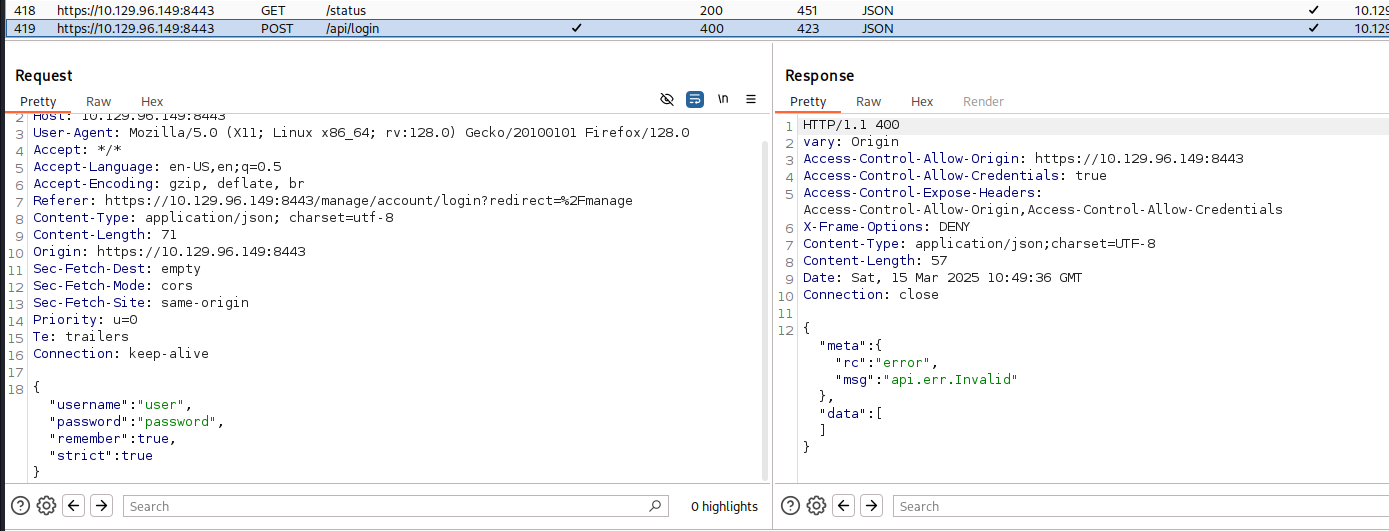 418 https://10.129.96.149:8443 GET /status 200 451 JSON ✓ 10.129
419 https://10.129.96.149:8443 POST /api/login ✓ 400 423 JSON ✓ 10.129
Request
Pretty Raw Hex \n
2 Host: 10.129.96.149:8443
3 User-Agent: Mozilla/5.0 (X11; Linux x86_64; rv:128.0) Gecko/20100101 Firefox/128.0
4 Accept: */*
5 Accept-Language: en-US,en;q=0.5
6 Accept-Encoding: gzip, deflate, br
7 Referer: https://10.129.96.149:8443/manage/account/login?redirect=%2Fmanage
8 Content-Type: application/json; charset=utf-8
9 Content-Length: 71
10 Origin: https://10.129.96.149:8443
11 Sec-Fetch-Dest: empty
12 Sec-Fetch-Mode: cors
13 Sec-Fetch-Site: same-origin
14 Priority: u=0
15 Te: trailers
16 Connection: keep-alive
17
18 {
"username":"user",
"password":"password",
"remember":true,
"strict":true
}
Search
0 highlights
Response
Pretty Raw Hex Render
1 HTTP/1.1 400
2 vary: Origin
3 Access-Control-Allow-Origin: https://10.129.96.149:8443
4 Access-Control-Allow-Credentials: true
5 Access-Control-Expose-Headers:
Access-Control-Allow-Origin,Access-Control-Allow-Credentials
6 X-Frame-Options: DENY
7 Content-Type: application/json;charset=UTF-8
8 Content-Length: 57
9 Date: Sat, 15 Mar 2025 10:49:36 GMT
10 Connection: close
11
12 {
"meta":{
"rc":"error",
"msg":"api.err.Invalid"
},
"data":[
]
}
Search